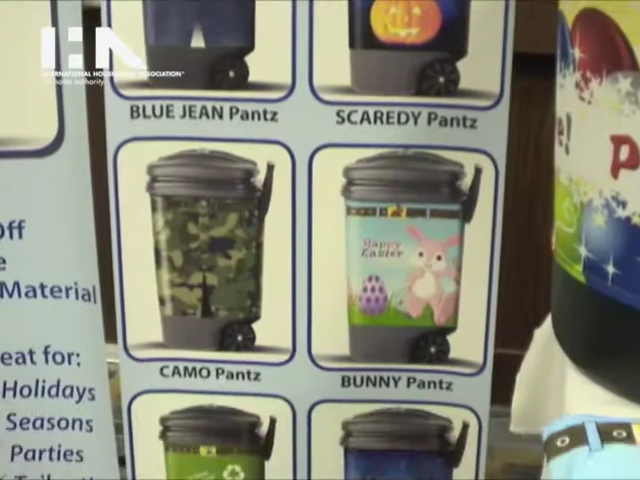 IHA
INTERNATIONAL HOUSEWARES ASSOCIATION
BLUE JEAN Pantz
SCAREDY Pantz
Happy
Easter
CAMO Pantz
BUNNY Pantz
Off
Material
eat for:
Holidays
Seasons
Parties
e!
P